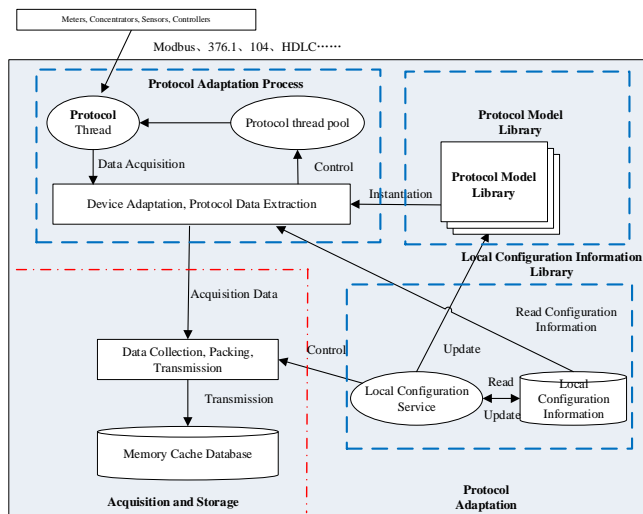 Meters, Concentrators, Sensors, Controllers
Modbus、376.1、104、HDLC⋯⋯
Protocol Adaptation Process
Protocol
Thread
Protocol thread pool
Data Acquisition
Control
Device Adaptation, Protocol Data Extraction
Instantiation
Protocol Model
Library
Protocol Model
Library
Local Configuration Information
Library
Acquisition Data
Read Configuration
Information
Data Collection, Packing,
Transmission
Control
Update
Local Configuration
Service
Read
Update
Local
Configuration
Information
Transmission
Memory Cache Database
Acquisition and Storage
Protocol
Adaptation